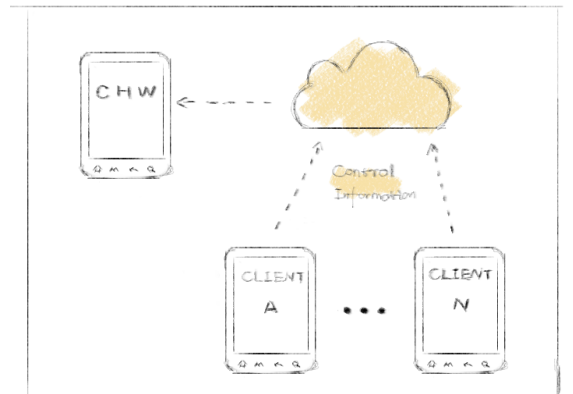 CHW
Control
Information
CLIENT
A
CLIENT
N